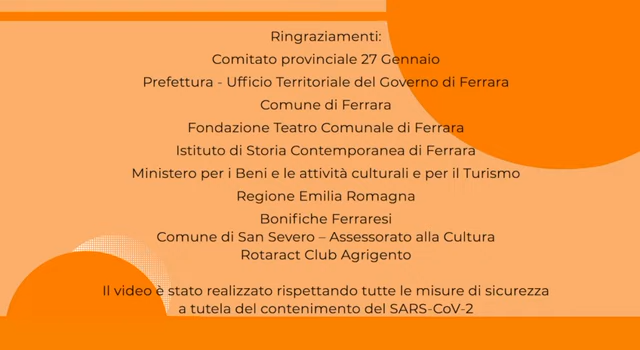 Ringraziamenti:
Comitato provinciale 27 Gennaio
Prefettura - Ufficio Territoriale del Governo di Ferrara
Comune di Ferrara
Fondazione Teatro Comunale di Ferrara
Istituto di Storia Contemporanea di Ferrara
Ministero per i Beni e le attività culturali e per il Turismo
Regione Emilia Romagna
Bonifiche Ferraresi
Comune di San Severo – Assessorato alla Cultura
Rotaract Club Agrigento
Il video è stato realizzato rispettando tutte le misure di sicurezza
a tutela del contenimento del SARS-CoV-2